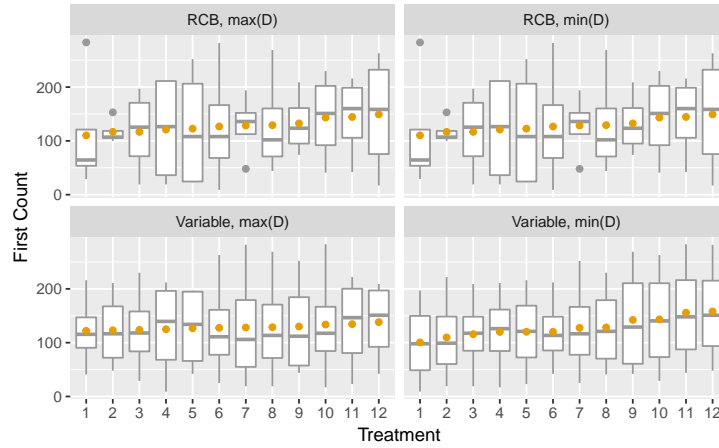 RCB, max(D) RCB, min(D)
200
100
0
Variable, max(D) Variable, min(D)
200
100
0
1 2 3 4 5 6 7 8 9 10 11 12 1 2 3 4 5 6 7 8 9 10 11 12
First Count
Treatment